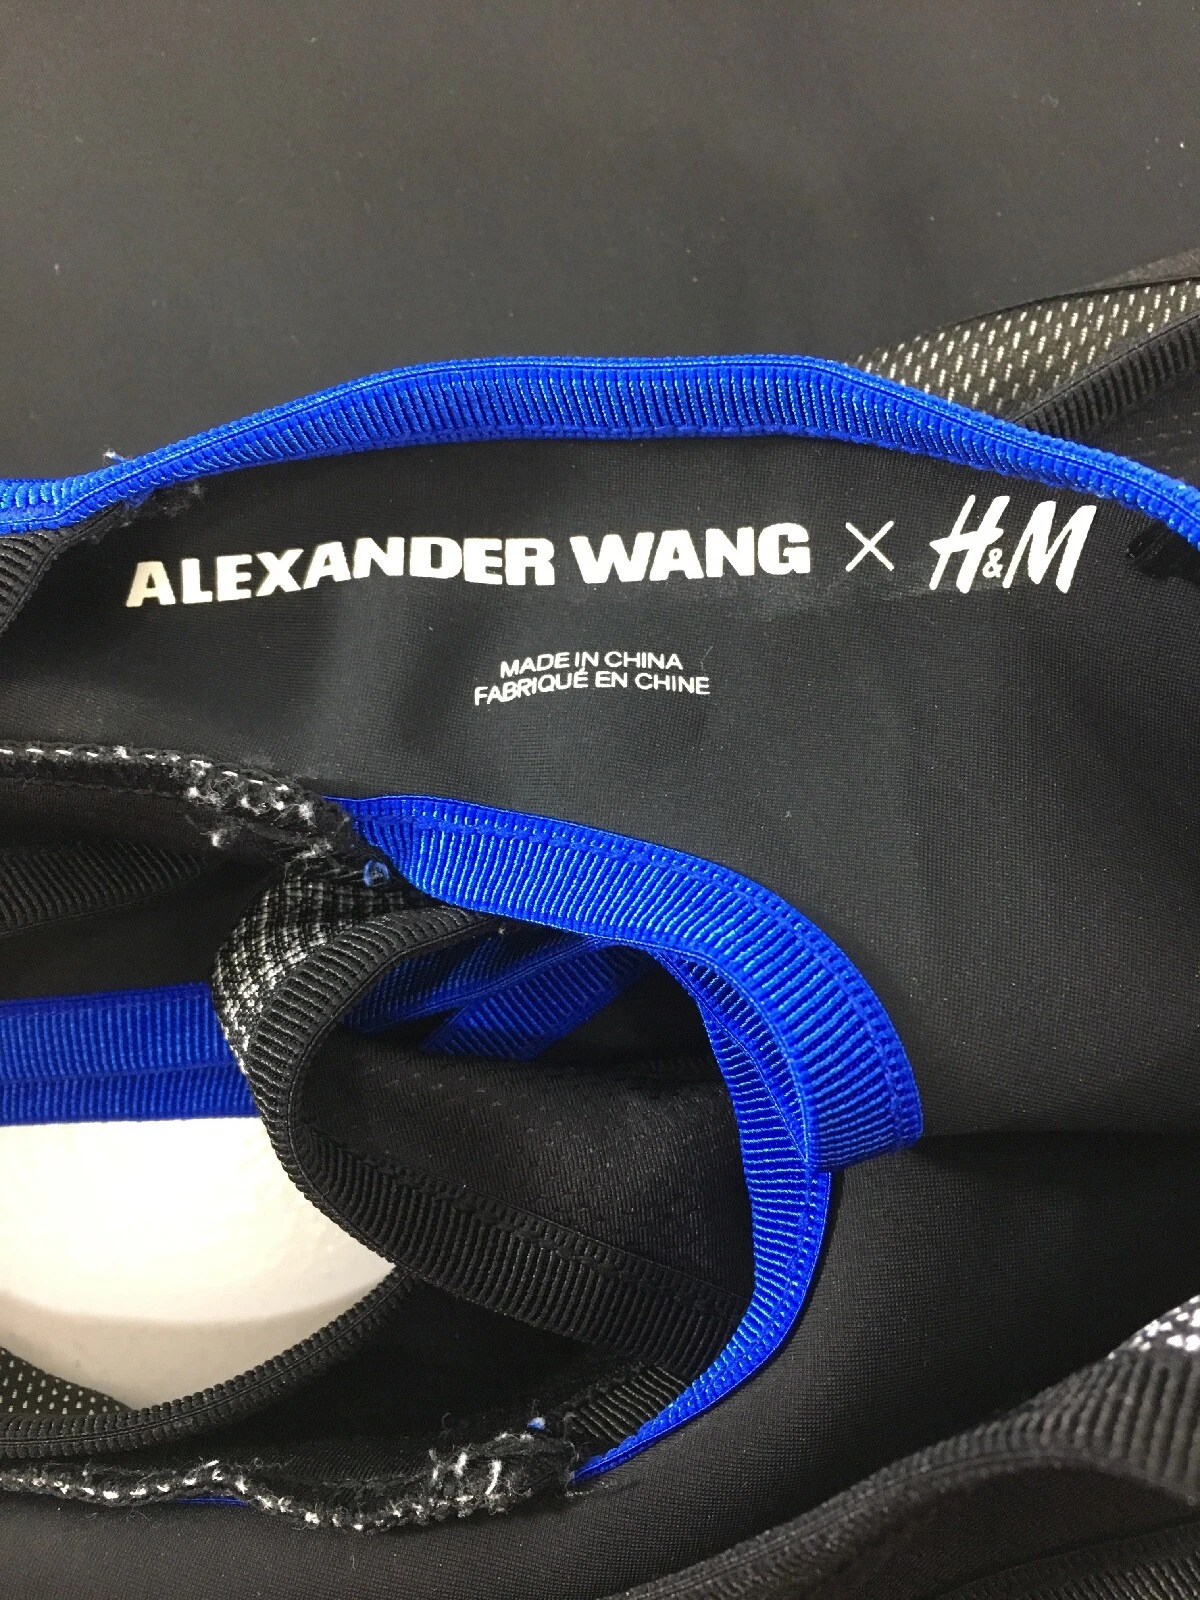 ALEXANDER WANG × H&M
MADE IN CHINA
FABRIQUÉ EN CHINE